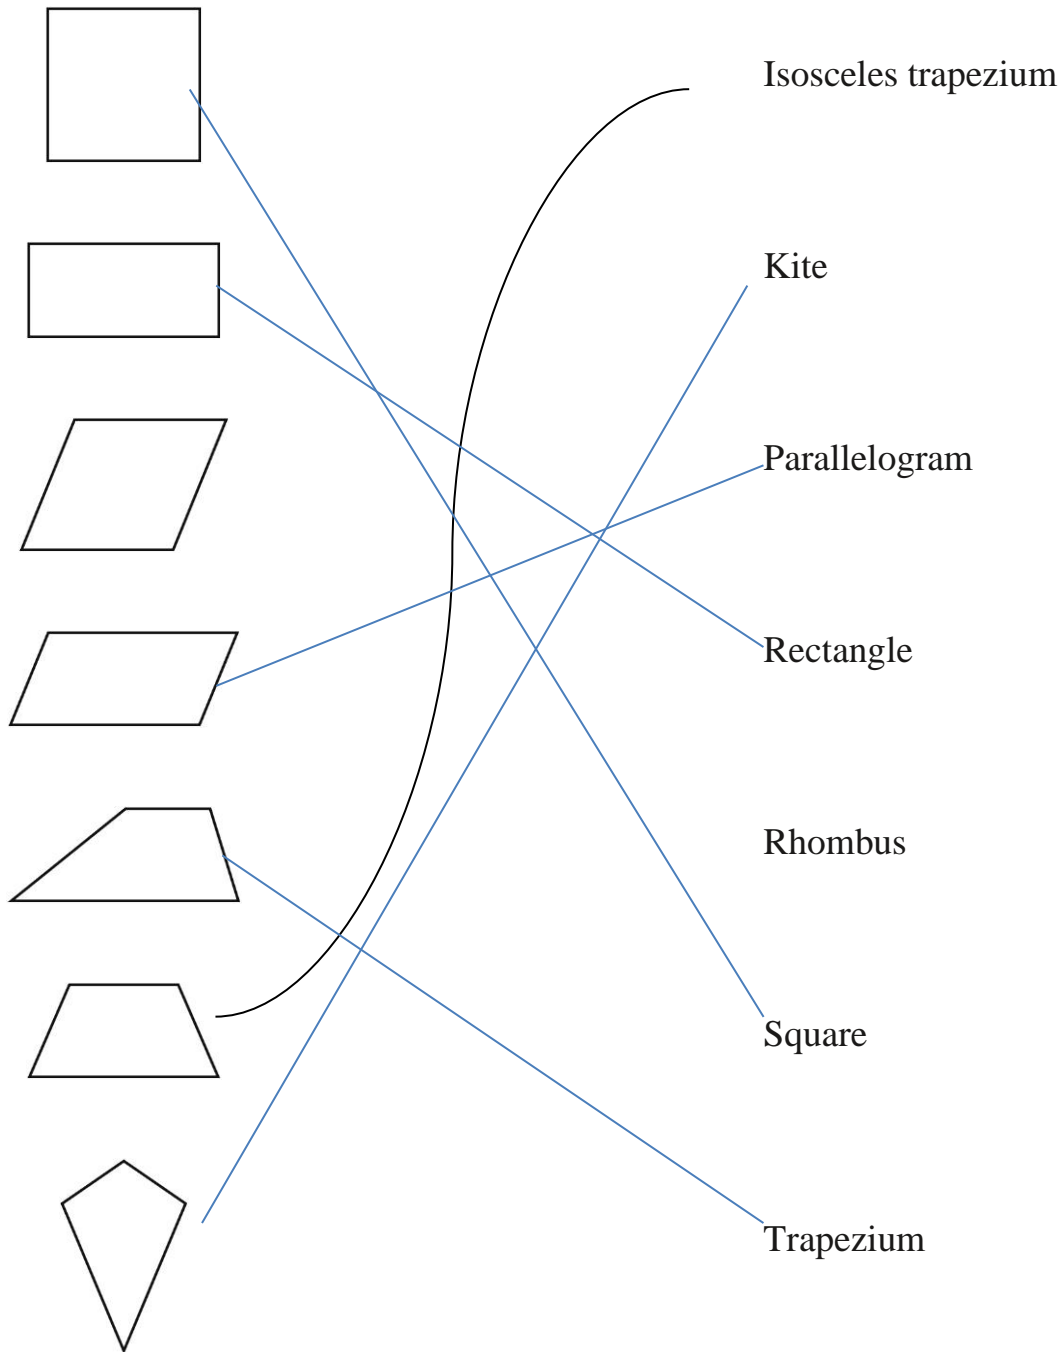 Isosceles trapezium
Kite
Parallelogram
Rectangle
Rhombus
Square
Trapezium